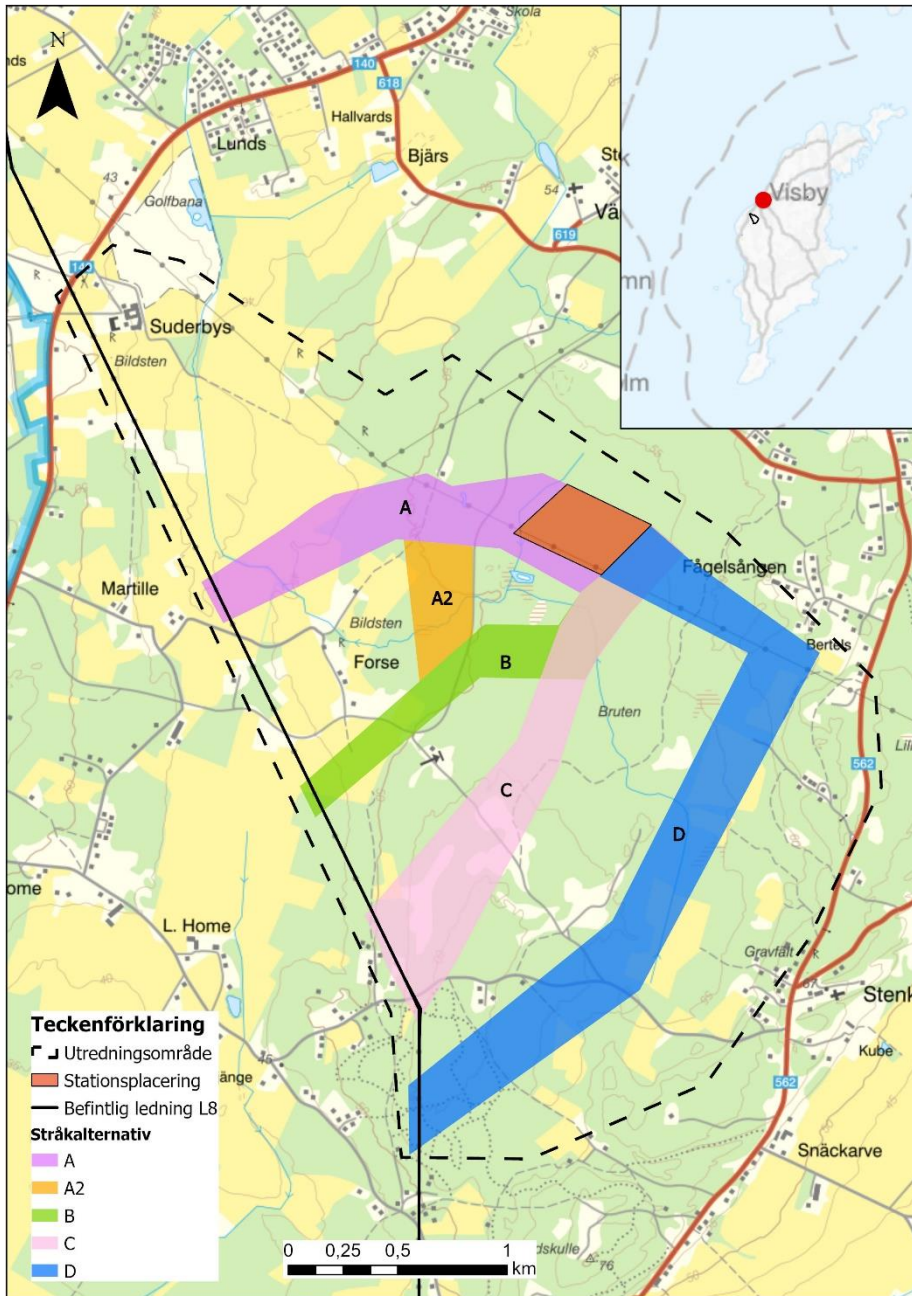 N
Skola
140
618
Hallvards
Lunds
Bjärs
43
Golfbana
54
619
140
Suderbys
Bildsten
Visby
A
Fågelsången
Martille
A2
Bildsten
Forse
B
Bertels
Bruten
562
C
D
L. Home
Gravfält
Stenk
Kube
562
Snäckarve
76
Teckenförklaring
Utredningsområde
Stationsplacering
Befintlig ledning L8
Stråkalternativ
A
A2
B
C
D
0 0,25 0,5 1
km